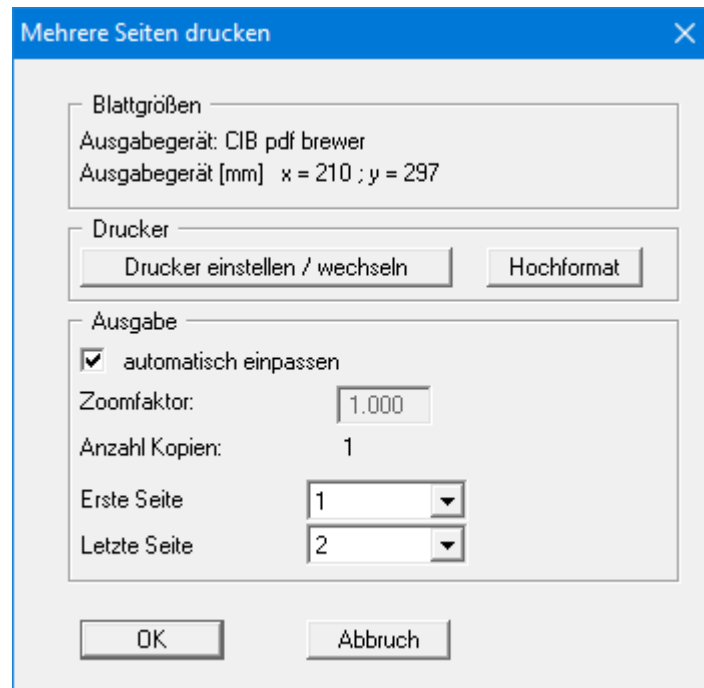 Mehrere Seiten drucken
Blattgrößen
Ausgabegerät: CIB pdf brewer
Ausgabegerät [mm] x = 210 ; y = 297
Drucker
Drucker einstellen / wechseln Hochformat
Ausgabe
automatisch einpassen
Zoomfaktor: 1.000
Anzahl Kopien: 1
Erste Seite 1
Letzte Seite 2
OK Abbruch